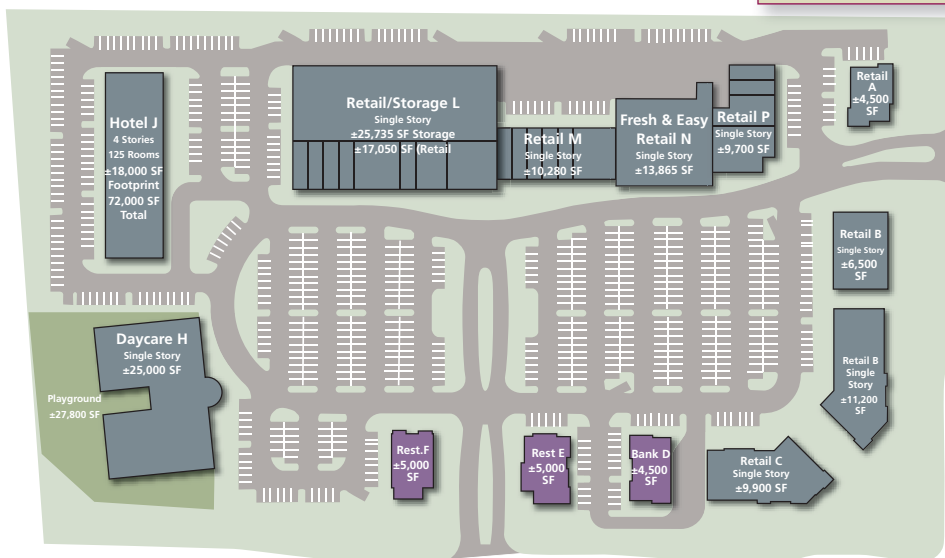 Hotel J
4 Stories
125 Rooms
±18,000 SF
Footprint
72,000 SF
Total
Retail/Storage L
Single Story
±25,735 SF Storage
±17,050 SF (Retail
Retail M
Single Story
±10,280 SF
Fresh & Easy
Retail N
Single Story
±13,865 SF
Retail P
Single Story
±9,700 SF
Retail
A
±4,500
SF
Retail B
Single Story
±6,500
SF
Retail B
Single
Story
±11,200
SF
Daycare H
Single Story
±25,000 SF
Playground
±27,800 SF
Rest.F
±5,000
SF
Rest E
±5,000
SF
Bank D
±4,500
SF
Retail C
Single Story
±9,900 SF